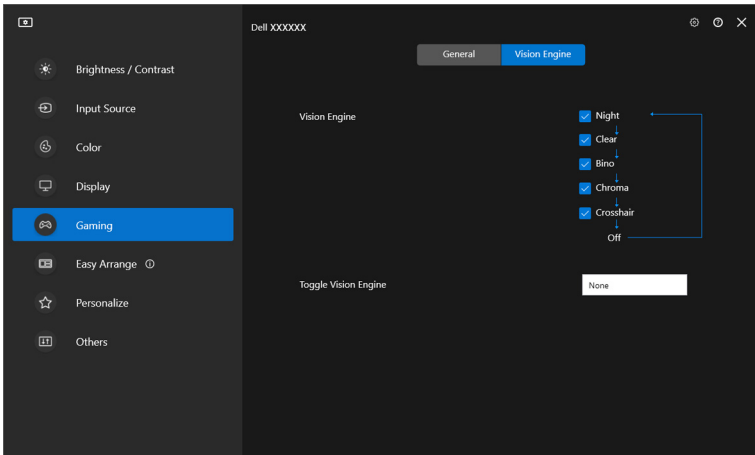 Dell XXXXXX
General
Vision Engine
Brightness / Contrast
Input Source
Color
Display
Gaming
Easy Arrange
Personalize
Others
Vision Engine
Night
Clear
Bino
Chroma
Crosshair
Off
Toggle Vision Engine
None